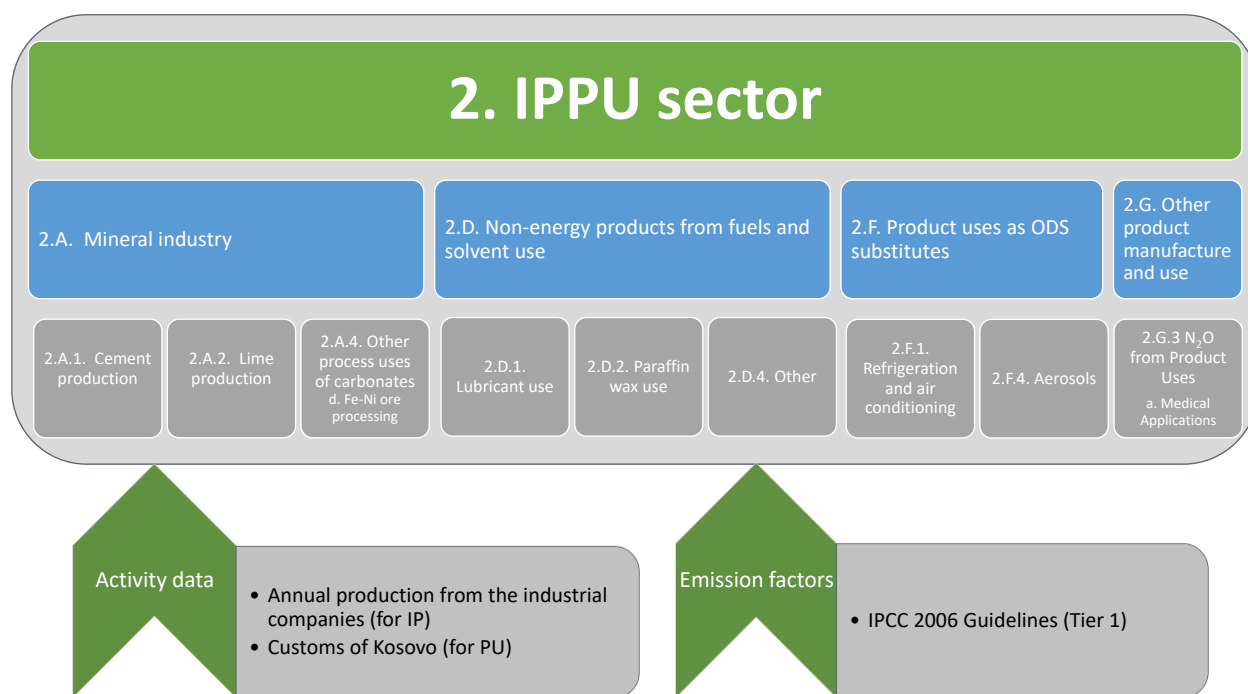 2. IPPU sector
2.A.  Mineral industry
2.D. Non-energy products from fuels and
solvent use
2.F. Product uses as ODS
substitutes
2.G. Other
product
manufacture
and use
2.A.1.  Cement
production
2.A.2.  Lime
production
2.A.4. Other
process uses
of carbonates
d. Fe-Ni ore
processing
2.D.1.
Lubricant use
2.D.2. Paraffin
wax use
2.D.4. Other
2.F.1.
Refrigeration
and air
conditioning
2.F.4. Aerosols
2.G.3 N₂O
from Product
Uses
a. Medical
Applications
Activity data
• Annual production from the industrial
companies (for IP)
• Customs of Kosovo (for PU)
Emission factors
• IPCC 2006 Guidelines (Tier 1)